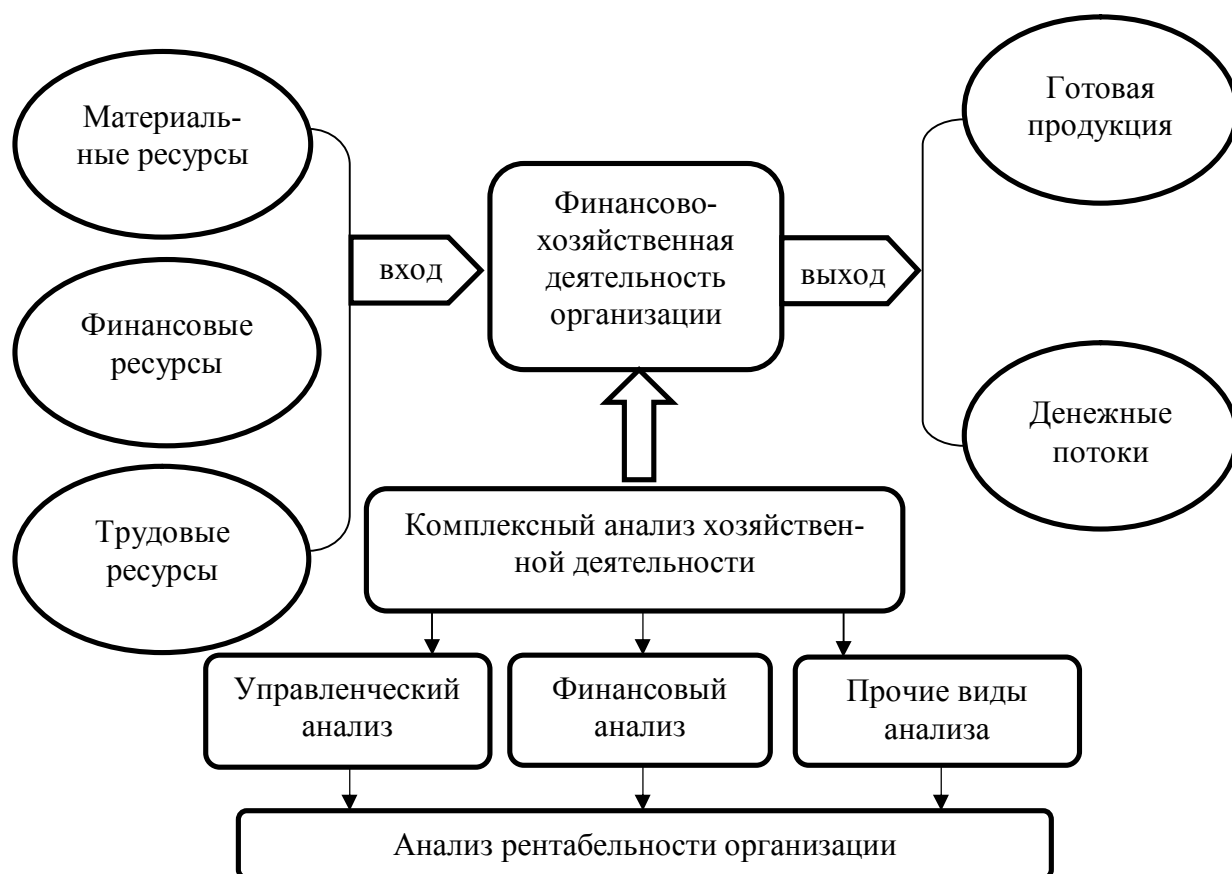 Материаль-
ные ресурсы
Финансовые
ресурсы
Трудовые
ресурсы
вход
Финансово-
хозяйственная
деятельность
организации
выход
Готовая
продукция
Денежные
потоки
Комплексный анализ хозяйствен-
ной деятельности
Управленческий
анализ
Финансовый
анализ
Прочие виды
анализа
Анализ рентабельности организации